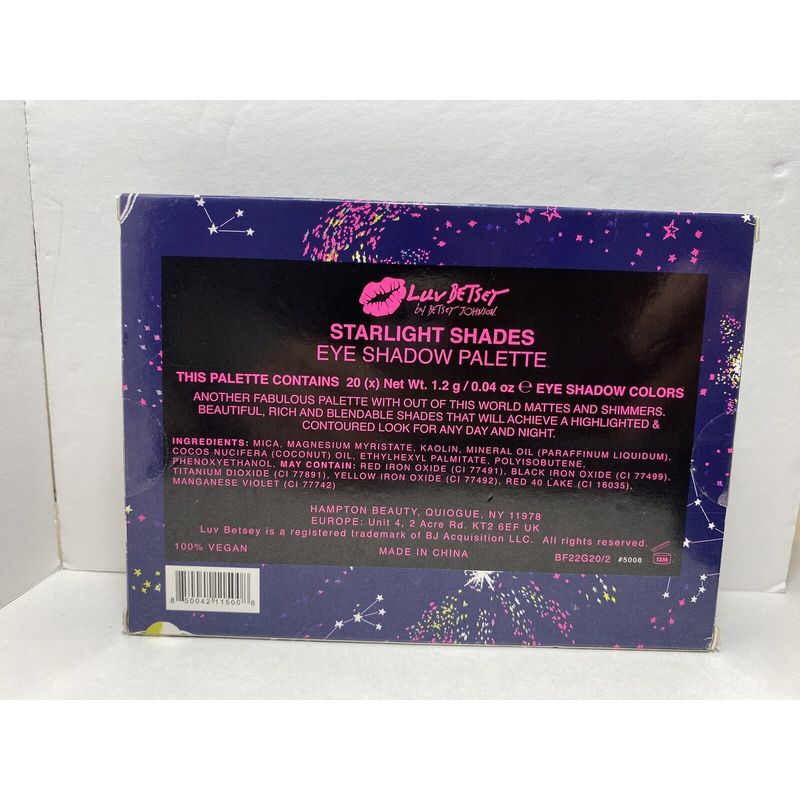 Luv BETSEY
by BETSEY JOHNSON.
STARLIGHT SHADES
EYE SHADOW PALETTE
THIS PALETTE CONTAINS 20 (x) Net Wt. 1.2 g / 0.04 oz ℮ EYE SHADOW COLORS
ANOTHER FABULOUS PALETTE WITH OUT OF THIS WORLD MATTES AND SHIMMERS.
BEAUTIFUL, RICH AND BLENDABLE SHADES THAT WILL ACHIEVE A HIGHLIGHTED &
CONTOURED LOOK FOR ANY DAY AND NIGHT.
INGREDIENTS: MICA, MAGNESIUM MYRISTATE, KAOLIN, MINERAL OIL (PARAFFINUM LIQUIDUM),
COCOS NUCIFERA (COCONUT) OIL, ETHYLHEXYL PALMITATE, POLYISOBUTENE,
PHENOXYETHANOL, MAY CONTAIN: RED IRON OXIDE (CI 77491), BLACK IRON OXIDE (CI 77499),
TITANIUM DIOXIDE (CI 77891), YELLOW IRON OXIDE (CI 77492), RED 40 LAKE (CI 16035),
MANGANESE VIOLET (CI 77742)
HAMPTON BEAUTY, QUIOGUE, NY 11978
EUROPE: Unit 4, 2 Acre Rd. KT2 6EF UK
Luv Betsey is a registered trademark of BJ Acquisition LLC. All rights reserved.
100% VEGAN MADE IN CHINA BF22G20/2 #5008 12M
8 50042 11500 8